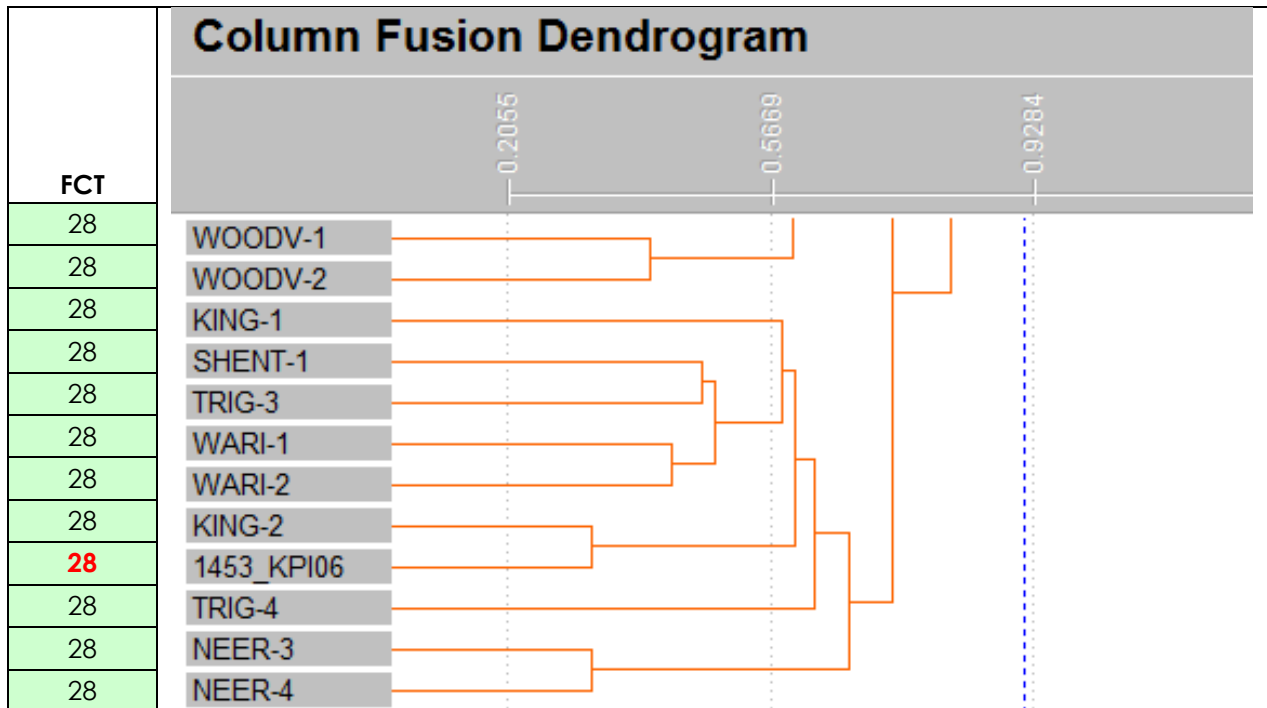 Column Fusion Dendrogram
0.2055
0.5669
0.9284
FCT
28 WOODV-1
28 WOODV-2
28 KING-1
28 SHENT-1
28 TRIG-3
28 WARI-1
28 WARI-2
28 KING-2
28 1453_KPI06
28 TRIG-4
28 NEER-3
28 NEER-4